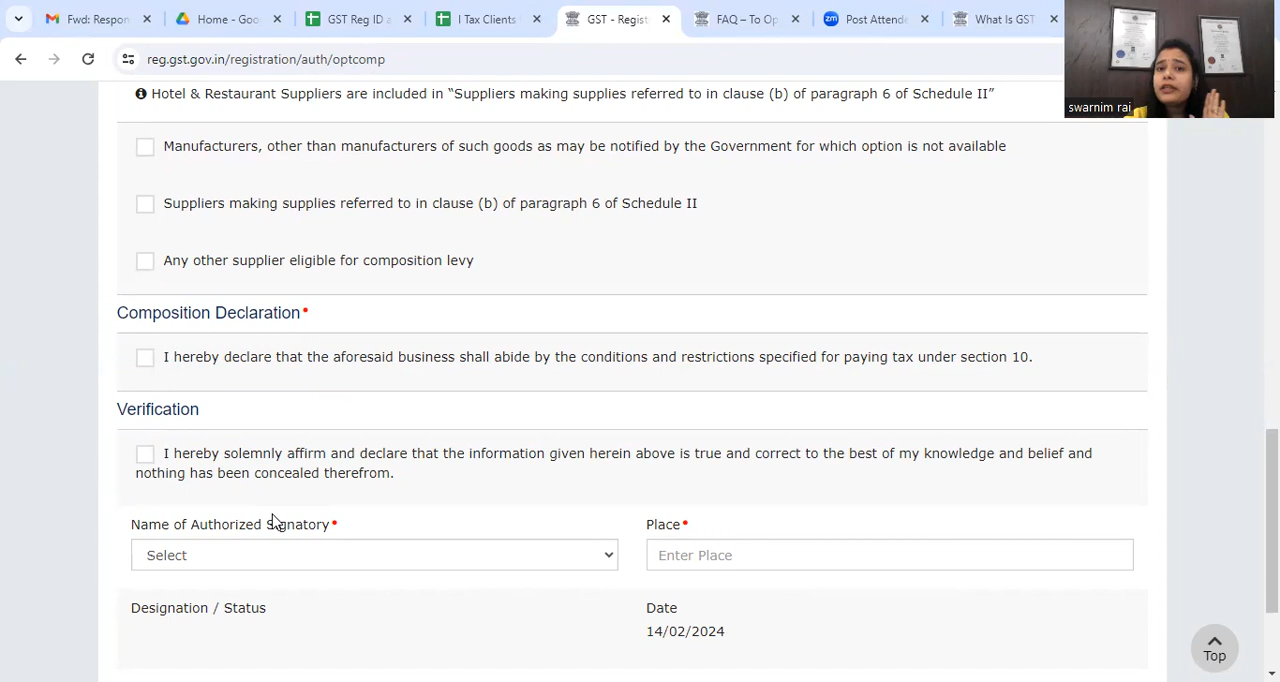 Fwd: Respon
Home - Goo
GST Reg ID a
I Tax Clients
GST - Regist
FAQ – To Op
zm Post Attende
What Is GST
reg.gst.gov.in/registration/auth/optcomp
swarnim rai
Hotel & Restaurant Suppliers are included in “Suppliers making supplies referred to in clause (b) of paragraph 6 of Schedule II”
Manufacturers, other than manufacturers of such goods as may be notified by the Government for which option is not available
Suppliers making supplies referred to in clause (b) of paragraph 6 of Schedule II
Any other supplier eligible for composition levy
Composition Declaration•
I hereby declare that the aforesaid business shall abide by the conditions and restrictions specified for paying tax under section 10.
Verification
I hereby solemnly affirm and declare that the information given herein above is true and correct to the best of my knowledge and belief and
nothing has been concealed therefrom.
Name of Authorized Signatory•
Place•
Select
Enter Place
Designation / Status
Date
14/02/2024
Top